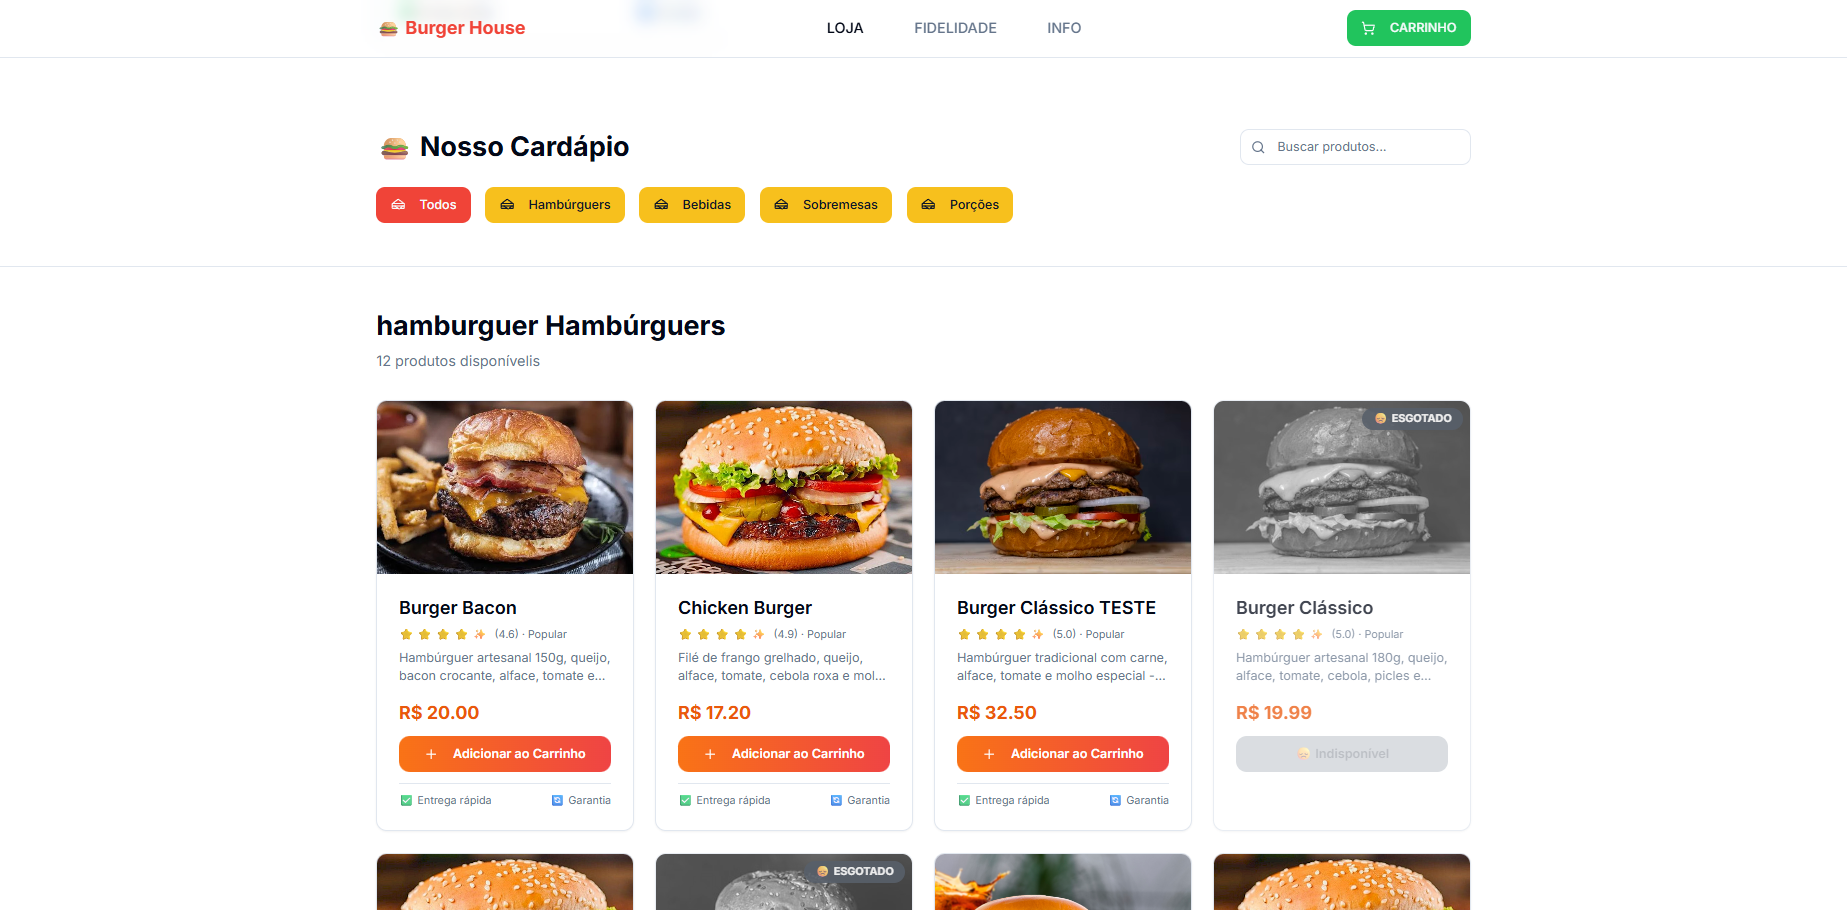 Burger House
LOJA
FIDELIDADE
INFO
CARRINHO
Nosso Cardápio
Buscar produtos...
Todos
Hambúrguers
Bebidas
Sobremesas
Porções
hamburguer Hambúrguers
12 produtos disponívelis
Burger Bacon
(4.6) · Popular
Hambúrguer artesanal 150g, queijo,
bacon crocante, alface, tomate e...
R$ 20.00
Adicionar ao Carrinho
Entrega rápida
Garantia
Chicken Burger
(4.9) · Popular
Filé de frango grelhado, queijo,
alface, tomate, cebola roxa e mol...
R$ 17.20
Adicionar ao Carrinho
Entrega rápida
Garantia
Burger Clássico TESTE
(5.0) · Popular
Hambúrguer tradicional com carne,
alface, tomate e molho especial -...
R$ 32.50
Adicionar ao Carrinho
Entrega rápida
Garantia
ESGOTADO
Burger Clássico
(5.0) · Popular
Hambúrguer artesanal 180g, queijo,
alface, tomate, cebola, picles e...
R$ 19.99
Indisponível
ESGOTADO